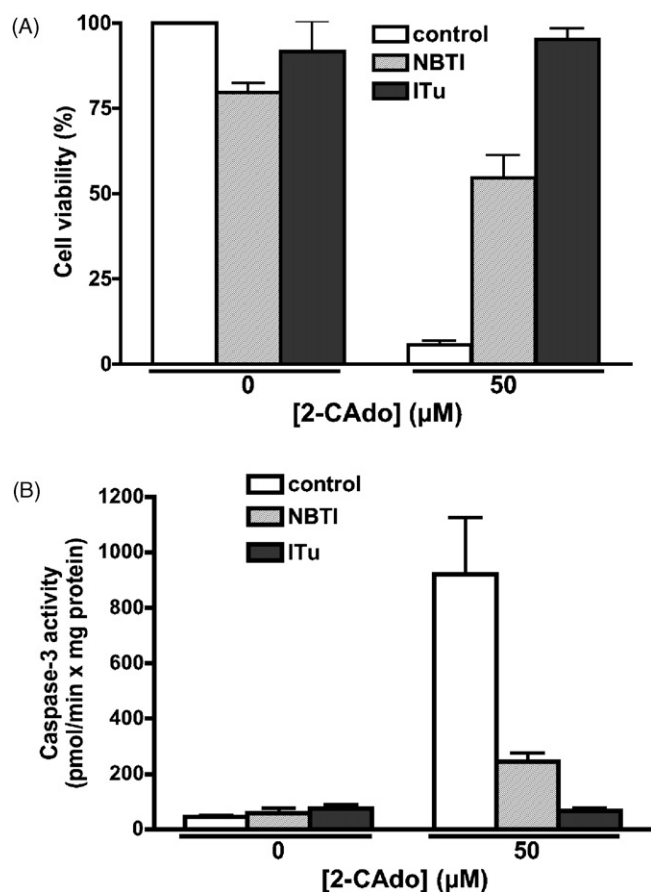 (A)
100
75
50
25
0
Cell viability (%)
control
NBTI
ITu
0
50
[2-CAdo] (µM)
(B)
1200
1000
800
600
400
200
0
Caspase-3 activity
(pmol/min x mg protein)
control
NBTI
ITu
0
50
[2-CAdo] (µM)